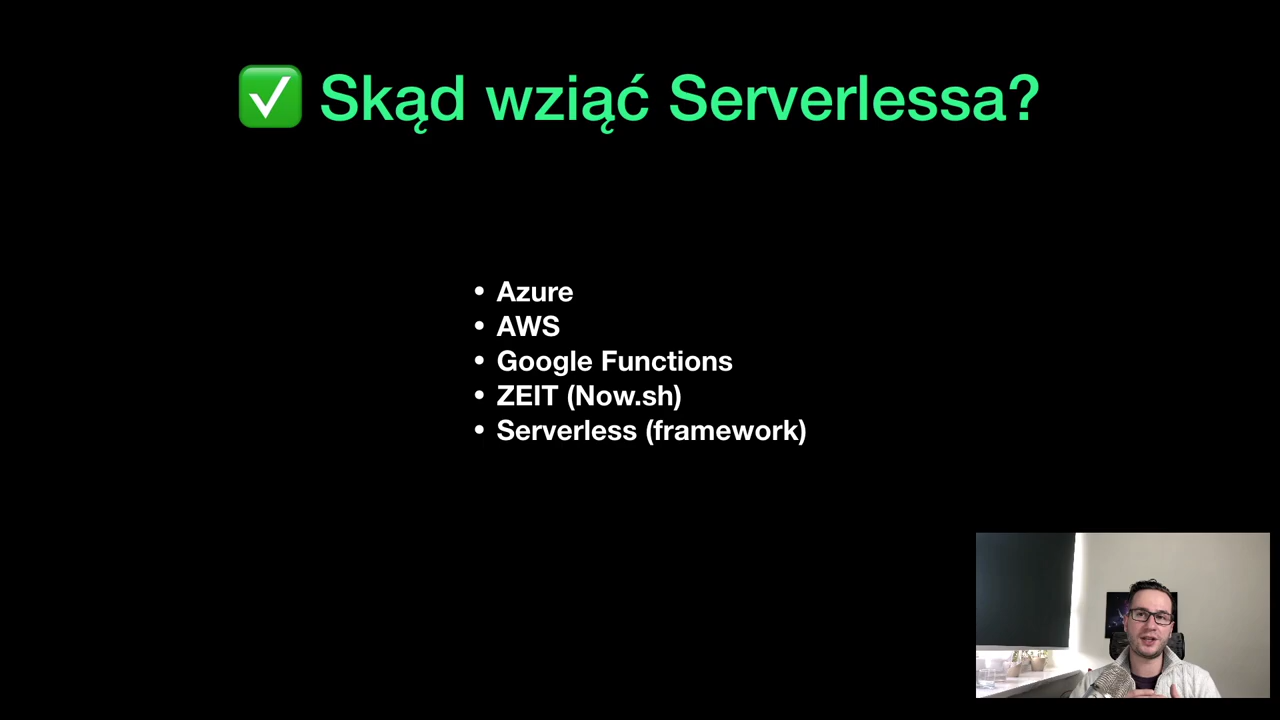 ✅ Skąd wziąć Serverlessa?
• Azure
• AWS
• Google Functions
• ZEIT (Now.sh)
• Serverless (framework)